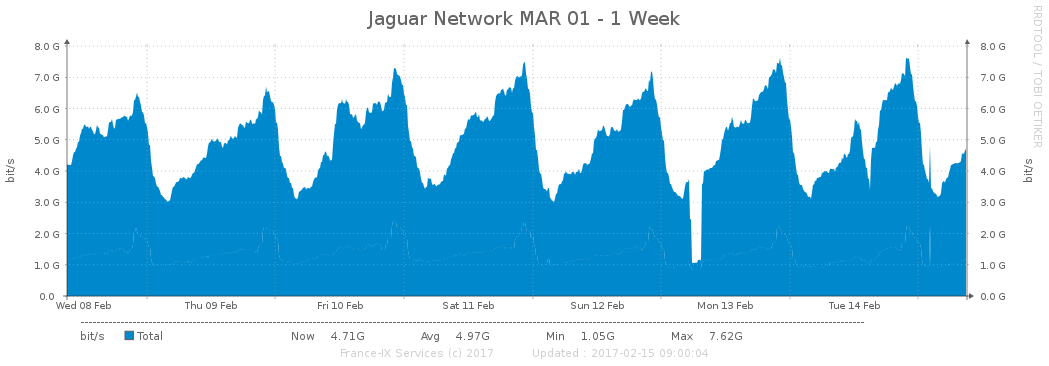 Jaguar Network MAR 01 - 1 Week
RRDTOOL / TOBI OETIKER
bit/s
8.0 G
7.0 G
6.0 G
5.0 G
4.0 G
3.0 G
2.0 G
1.0 G
0.0
8.0 G
7.0 G
6.0 G
5.0 G
4.0 G
3.0 G
2.0 G
1.0 G
0.0 G
bit/s
Wed 08 Feb Thu 09 Feb Fri 10 Feb Sat 11 Feb Sun 12 Feb Mon 13 Feb Tue 14 Feb
bit/s Total Now 4.71G Avg 4.97G Min 1.05G Max 7.62G
France-IX Services (c) 2017 Updated : 2017-02-15 09:00:04